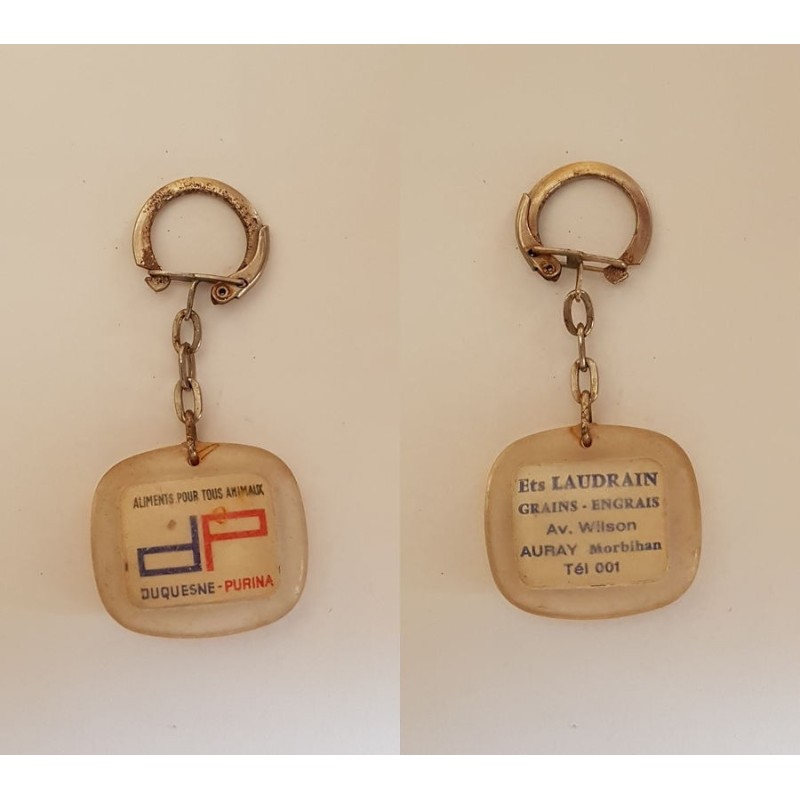 ALIMENTS POUR TOUS ANIMAUX
dP
DUQUESNE-PURINA
Ets LAUDRAIN
GRAINS - ENGRAIS
Av. Wilson
AURAY Morbihan
Tél 001